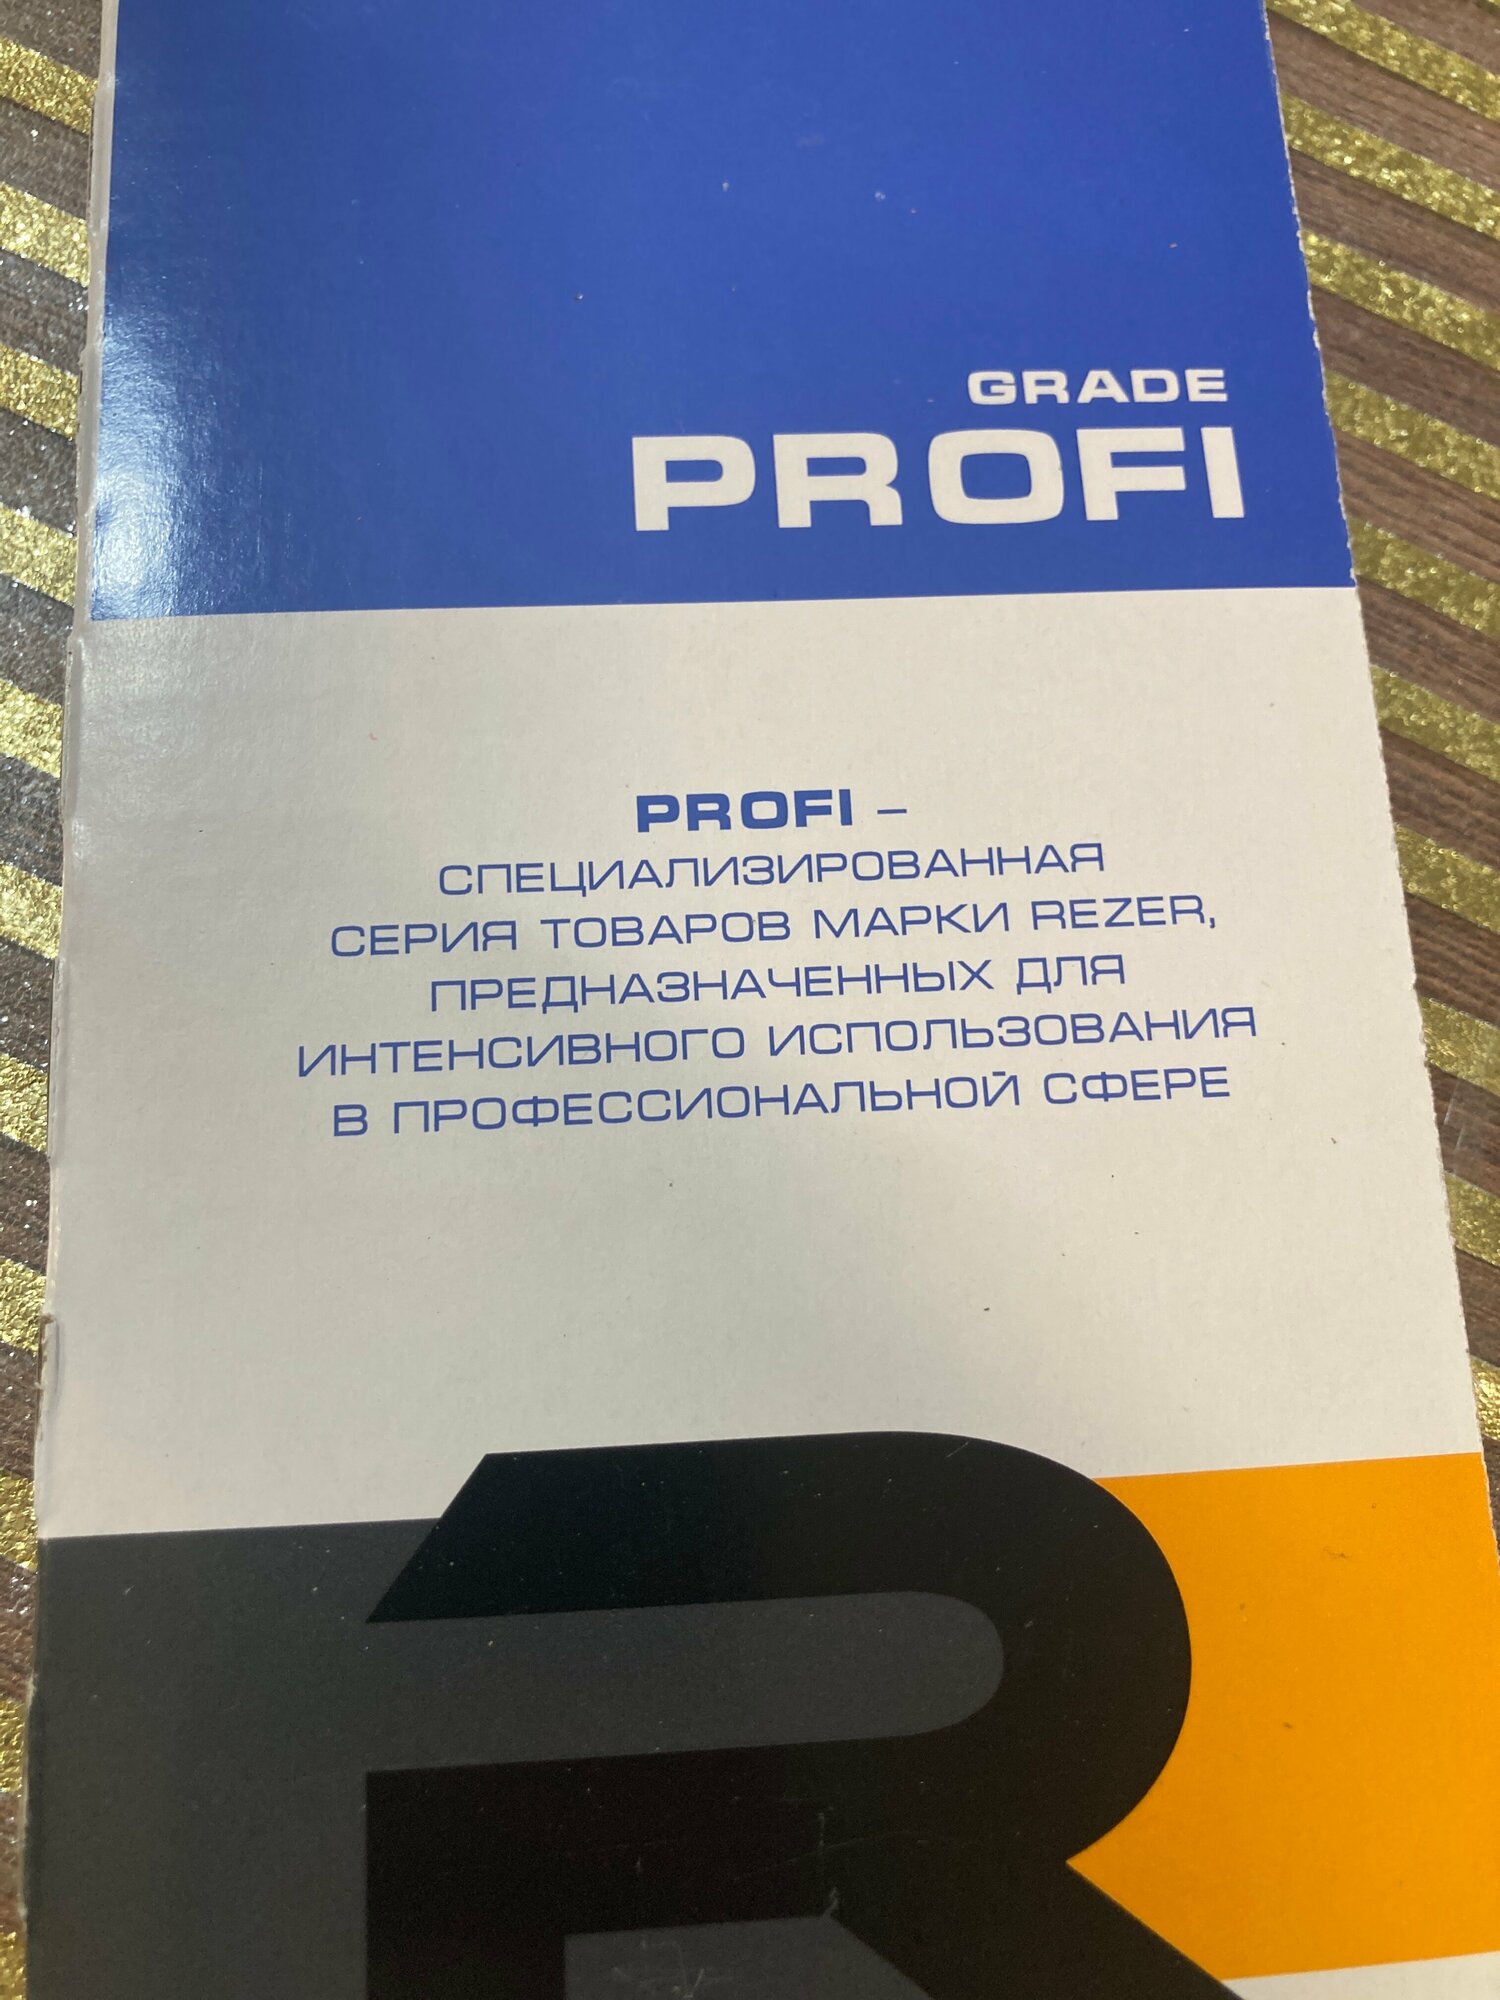 GRADE
PROFI
PROFI –
СПЕЦИАЛИЗИРОВАННАЯ
СЕРИЯ ТОВАРОВ МАРКИ REZER,
ПРЕДНАЗНАЧЕННЫХ ДЛЯ
ИНТЕНСИВНОГО ИСПОЛЬЗОВАНИЯ
В ПРОФЕССИОНАЛЬНОЙ СФЕРЕ
R